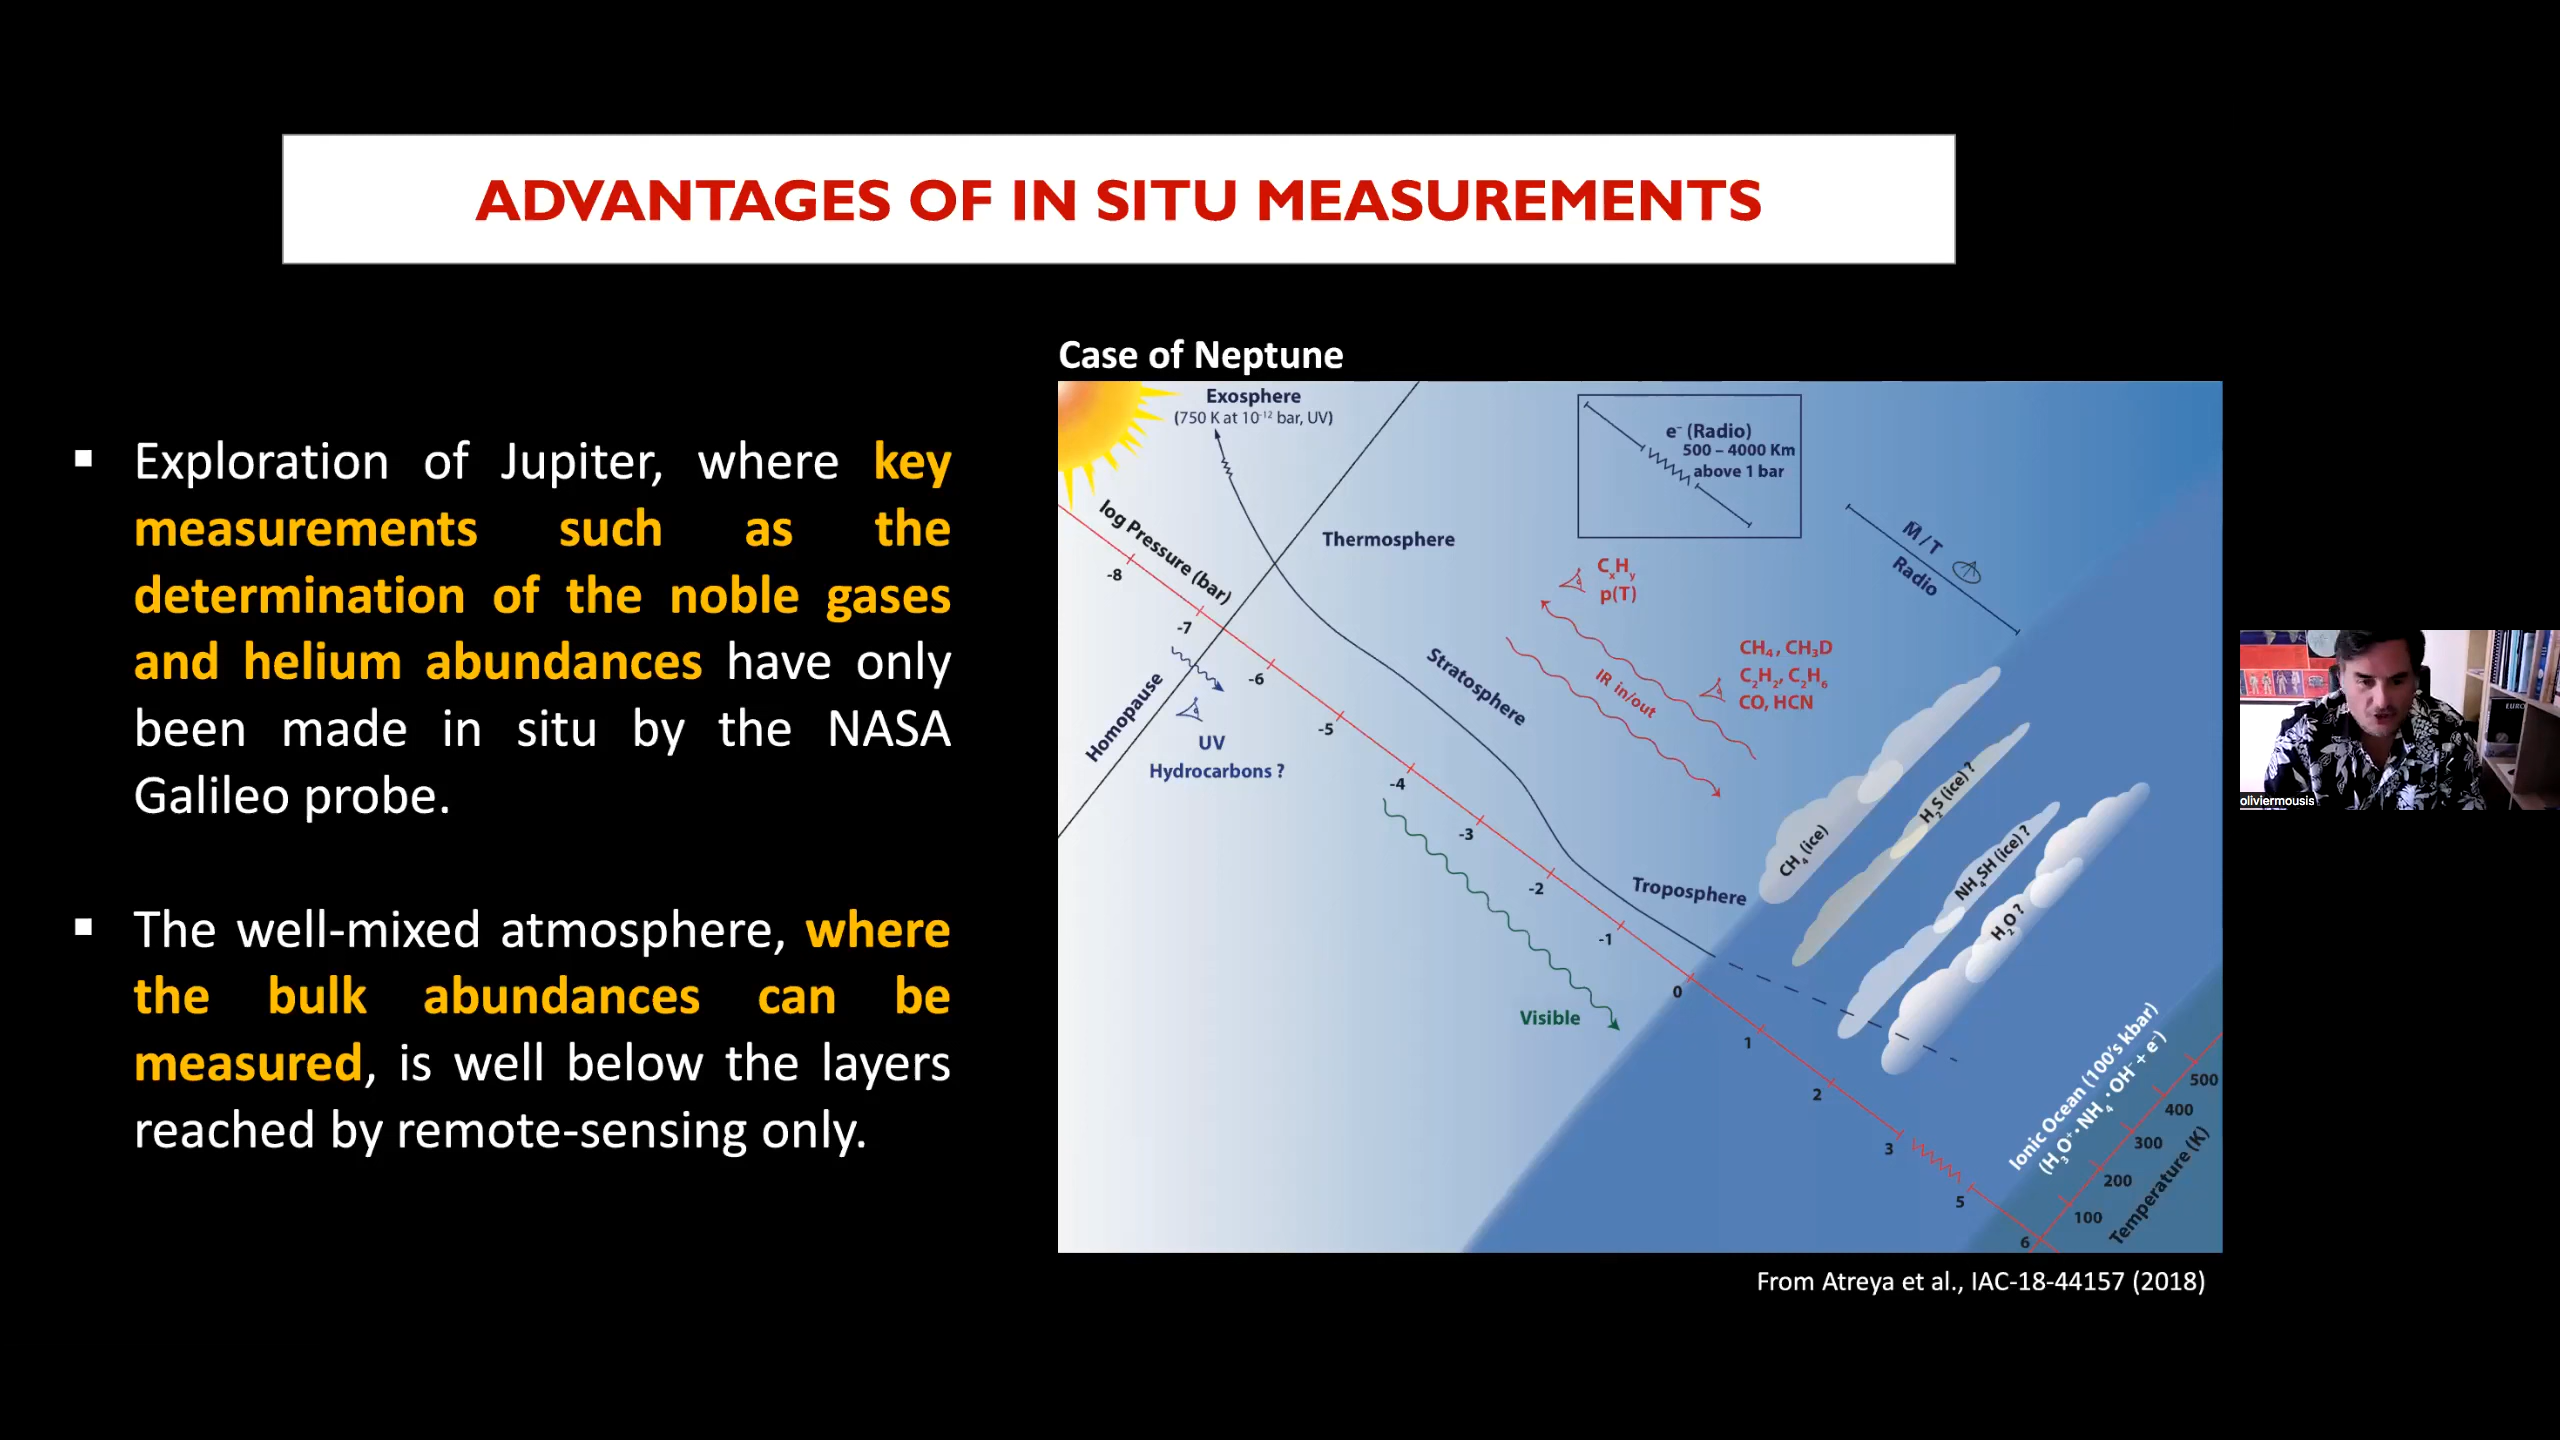 ADVANTAGES OF IN SITU MEASUREMENTS
▪ Exploration of Jupiter, where key
measurements such as the
determination of the noble gases
and helium abundances have only
been made in situ by the NASA
Galileo probe.
▪ The well-mixed atmosphere, where
the bulk abundances can be
measured, is well below the layers
reached by remote-sensing only.
Case of Neptune
Exosphere
(750 K at 10⁻¹² bar, UV)
e⁻ (Radio)
500 – 4000 Km
above 1 bar
log Pressure (bar)
-8
-7
-6
-5
-4
-3
-2
-1
0
1
2
3
5
6
Thermosphere
Homopause
UV
Hydrocarbons ?
Stratosphere
CₓHᵧ
p(T)
IR in/out
CH₄, CH₃D
C₂H₂, C₂H₆
CO, HCN
M/T
Radio
Visible
Troposphere
CH₄ (ice)
H₂S (ice) ?
NH₄SH (ice) ?
H₂O ?
Ionic Ocean (100's kbar)
(H₃O⁺·NH₄·OH⁻+ e⁻)
500
400
300
200
100
Temperature (K)
From Atreya et al., IAC-18-44157 (2018)
EURO
oliviermousis